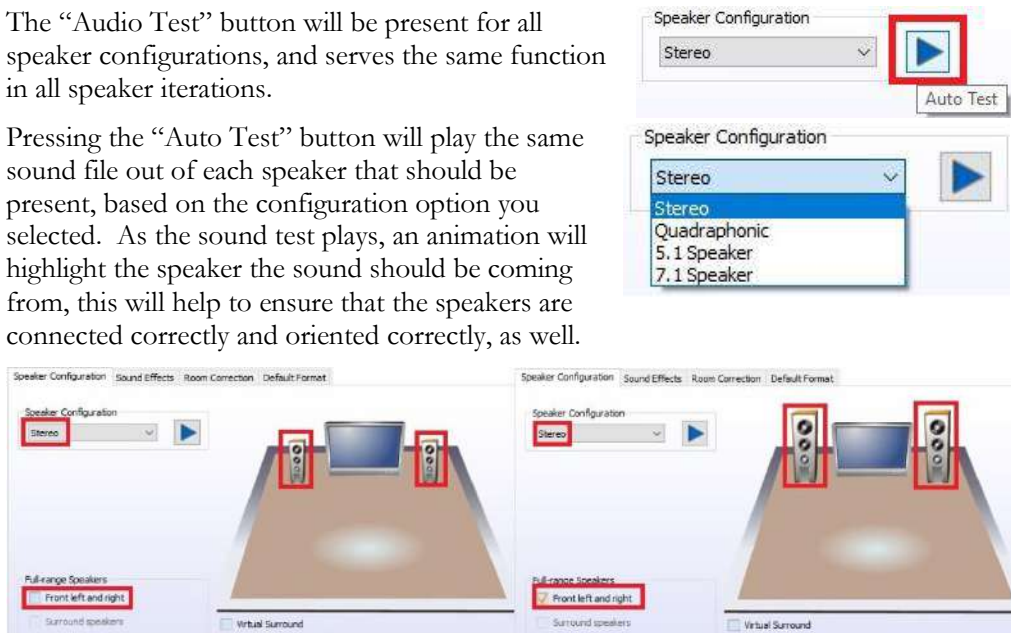 The “Audio Test” button will be present for all
speaker configurations, and serves the same function
in all speaker iterations.
Pressing the “Auto Test” button will play the same
sound file out of each speaker that should be
present, based on the configuration option you
selected.  As the sound test plays, an animation will
highlight the speaker the sound should be coming
from, this will help to ensure that the speakers are
connected correctly and oriented correctly, as well.
Speaker Configuration
Stereo
Auto Test
Speaker Configuration
Stereo
Stereo
Quadraphonic
5.1 Speaker
7.1 Speaker
Speaker Configuration Sound Effects Room Correction Default Format
Speaker Configuration
Stereo
Full-range Speakers
Front left and right
Surround speakers
Virtual Surround
Speaker Configuration Sound Effects Room Correction Default Format
Speaker Configuration
Stereo
Full-range Speakers
Front left and right
Surround speakers
Virtual Surround